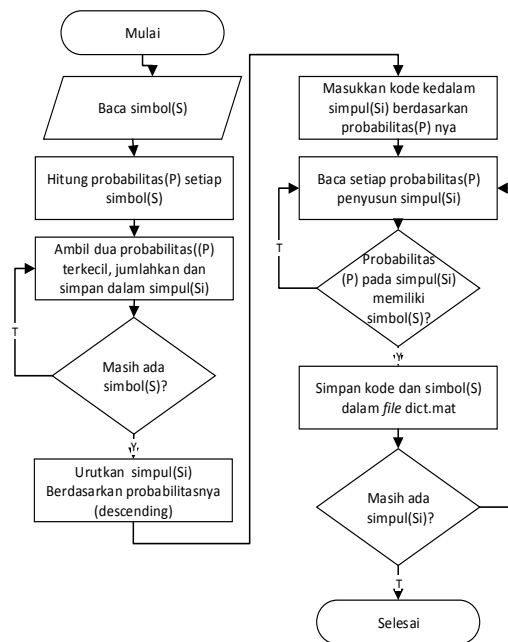 Mulai
Baca simbol(S)
Hitung probabilitas(P) setiap
simbol(S)
Ambil dua probabilitas((P)
terkecil, jumlahkan dan
simpan dalam simpul(Si)
T
Masih ada
simbol(S)?
Y
Urutkan simpul(Si)
Berdasarkan probabilitasnya
(descending)
Masukkan kode kedalam
simpul(Si) berdasarkan
probabilitas(P) nya
Baca setiap probabilitas(P)
penyusun simpul(Si)
T
Probabilitas
(P) pada simpul(Si)
memiliki
simbol(S)?
Y
Simpan kode dan simbol(S)
dalam file dict.mat
Masih ada
simpul(Si)?
T
Selesai